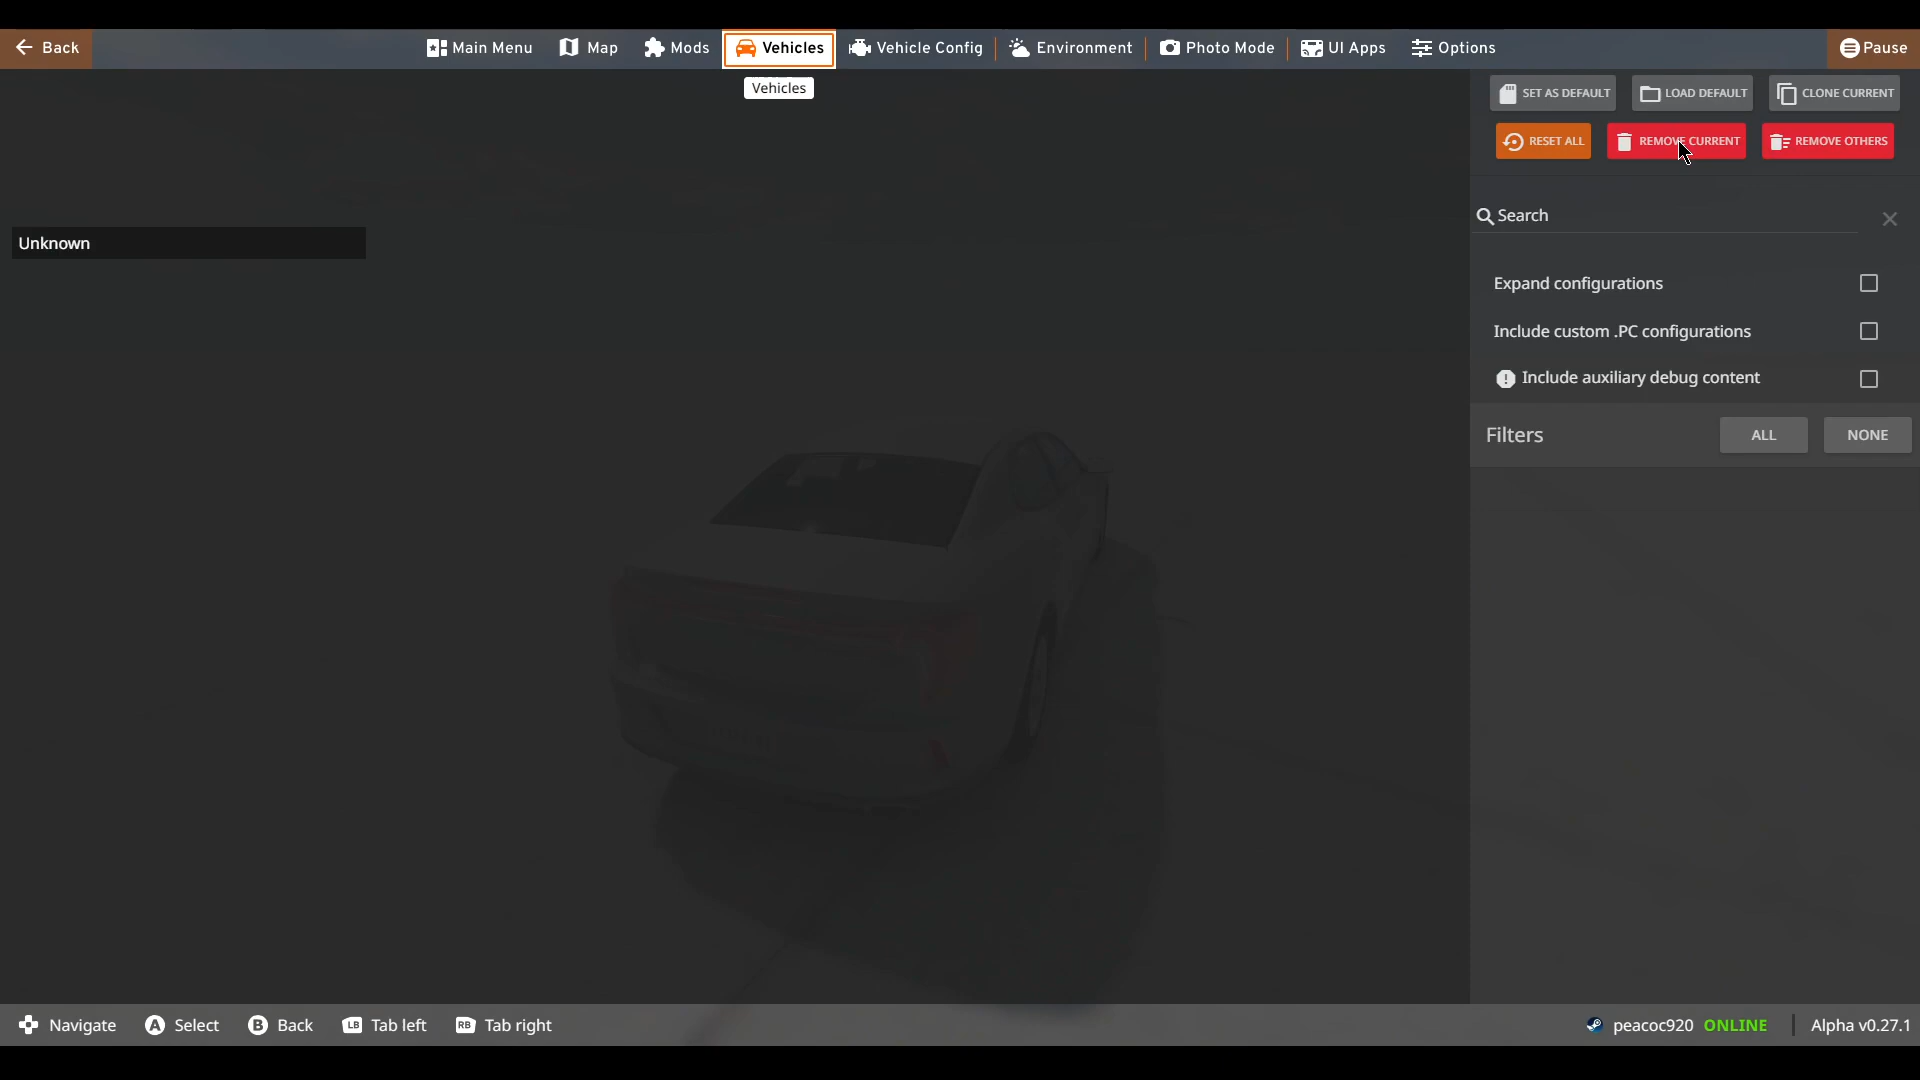 Back
Main Menu
Map
Mods
Vehicles
Vehicle Config
Environment
Photo Mode
UI Apps
Options
Pause
Vehicles
SET AS DEFAULT
LOAD DEFAULT
CLONE CURRENT
RESET ALL
REMOVE CURRENT
REMOVE OTHERS
Search
Unknown
Expand configurations
Include custom .PC configurations
Include auxiliary debug content
Filters
ALL
NONE
Navigate
A Select
B Back
LB Tab left
RB Tab right
peacoc920 ONLINE
Alpha v0.27.1